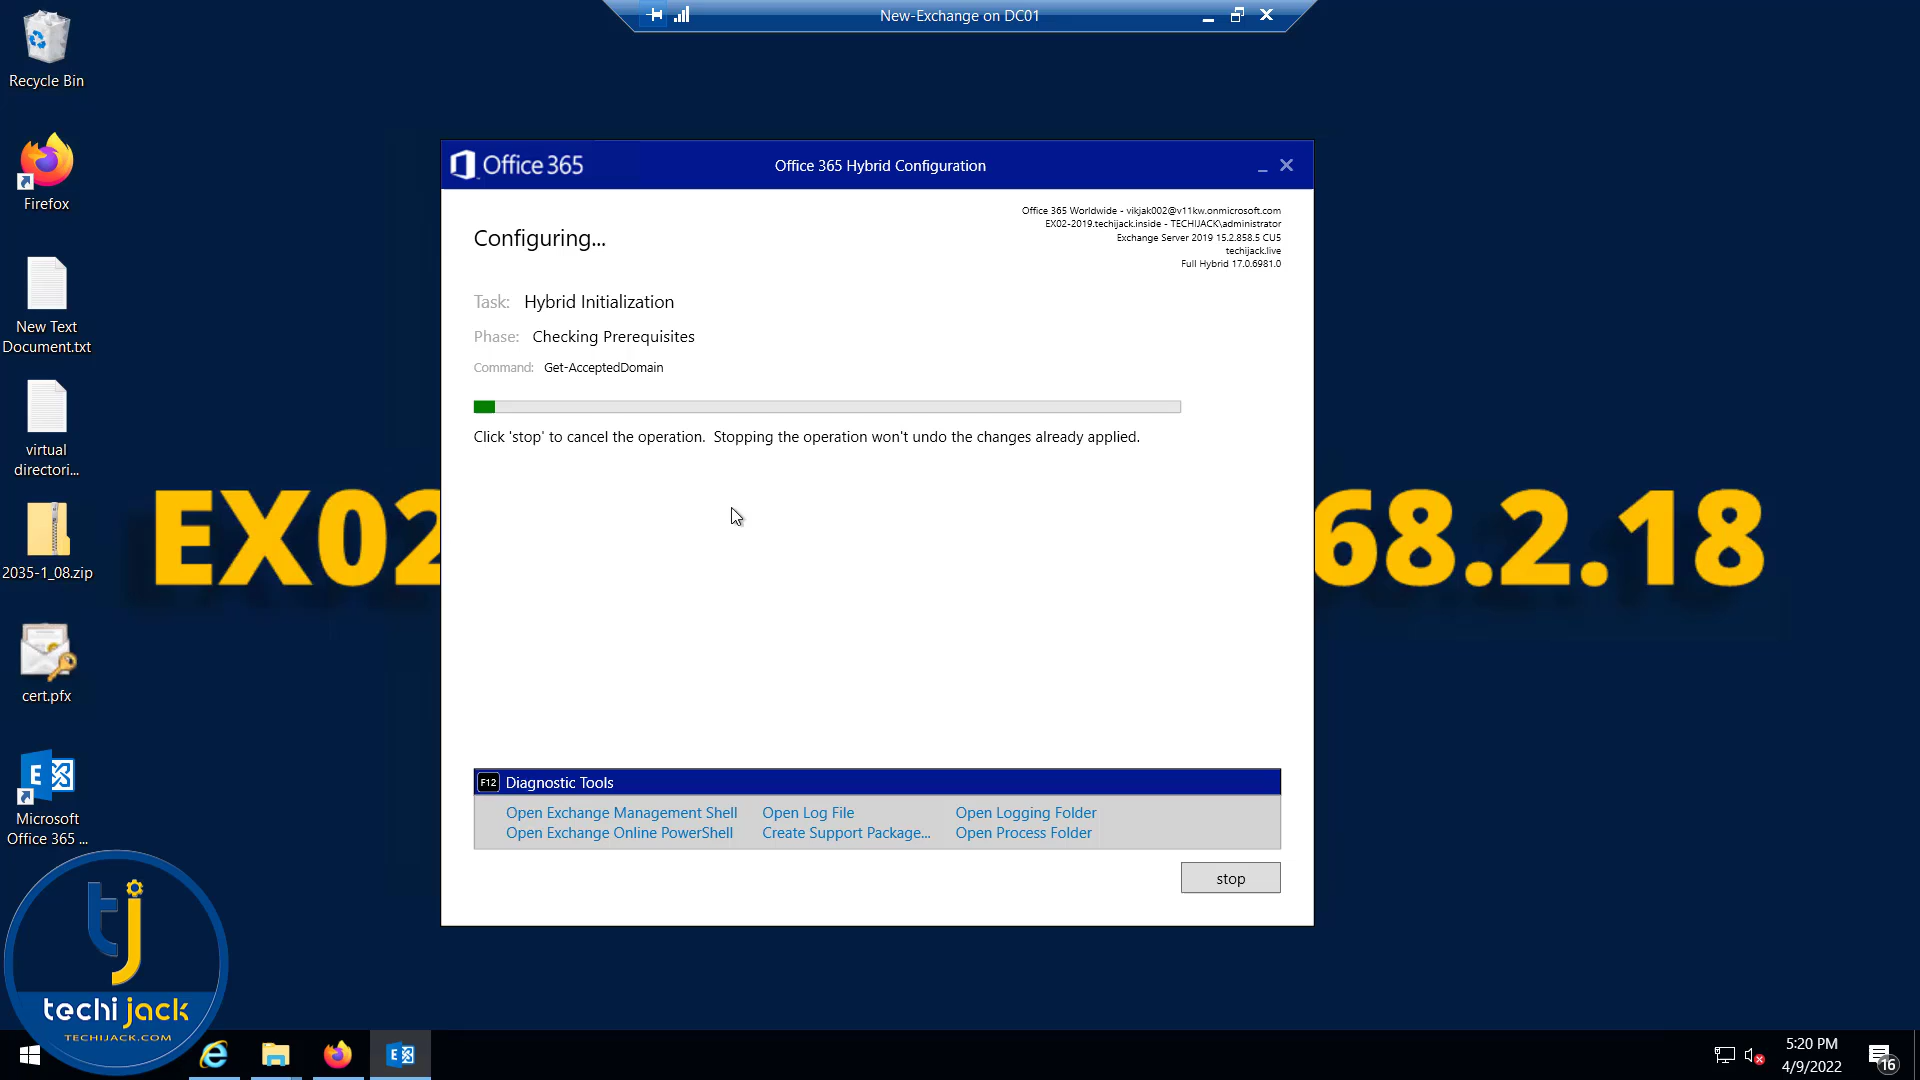 New-Exchange on DC01
Recycle Bin
Firefox
New Text
Document.txt
virtual
directori...
2035-1_08.zip
cert.pfx
Microsoft
Office 365 ...
Office 365
Office 365 Hybrid Configuration
Office 365 Worldwide - vikjak002@v11kw.onmicrosoft.com
EX02-2019.techijack.inside - TECHIJACK\administrator
Exchange Server 2019 15.2.858.5 CU5
techijack.live
Full Hybrid 17.0.6981.0
Configuring...
Task: Hybrid Initialization
Phase: Checking Prerequisites
Command: Get-AcceptedDomain
Click 'stop' to cancel the operation. Stopping the operation won't undo the changes already applied.
EX02
68.2.18
F12 Diagnostic Tools
Open Exchange Management Shell Open Log File Open Logging Folder
Open Exchange Online PowerShell Create Support Package... Open Process Folder
stop
tj
techijack
TECHIJACK.COM
5:20 PM
4/9/2022
16